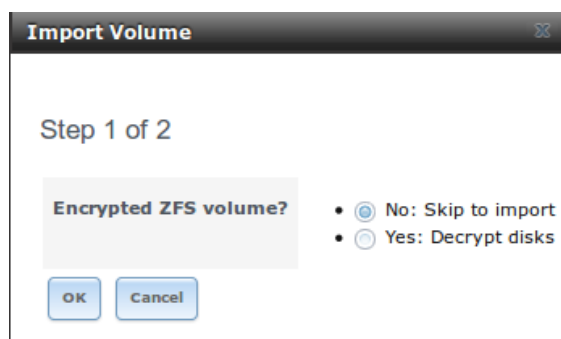 Import Volume
Step 1 of 2
Encrypted ZFS volume?
No: Skip to import
Yes: Decrypt disks
OK
Cancel